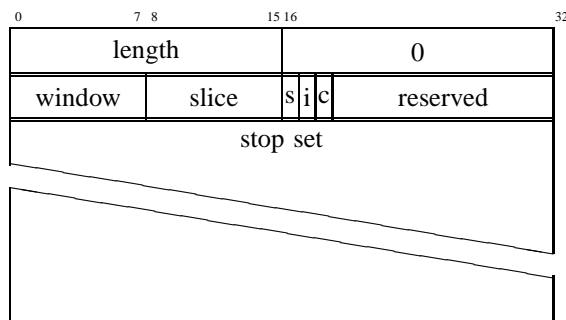 0 7 8 15 16 32
length 0
window slice s i c reserved
stop set